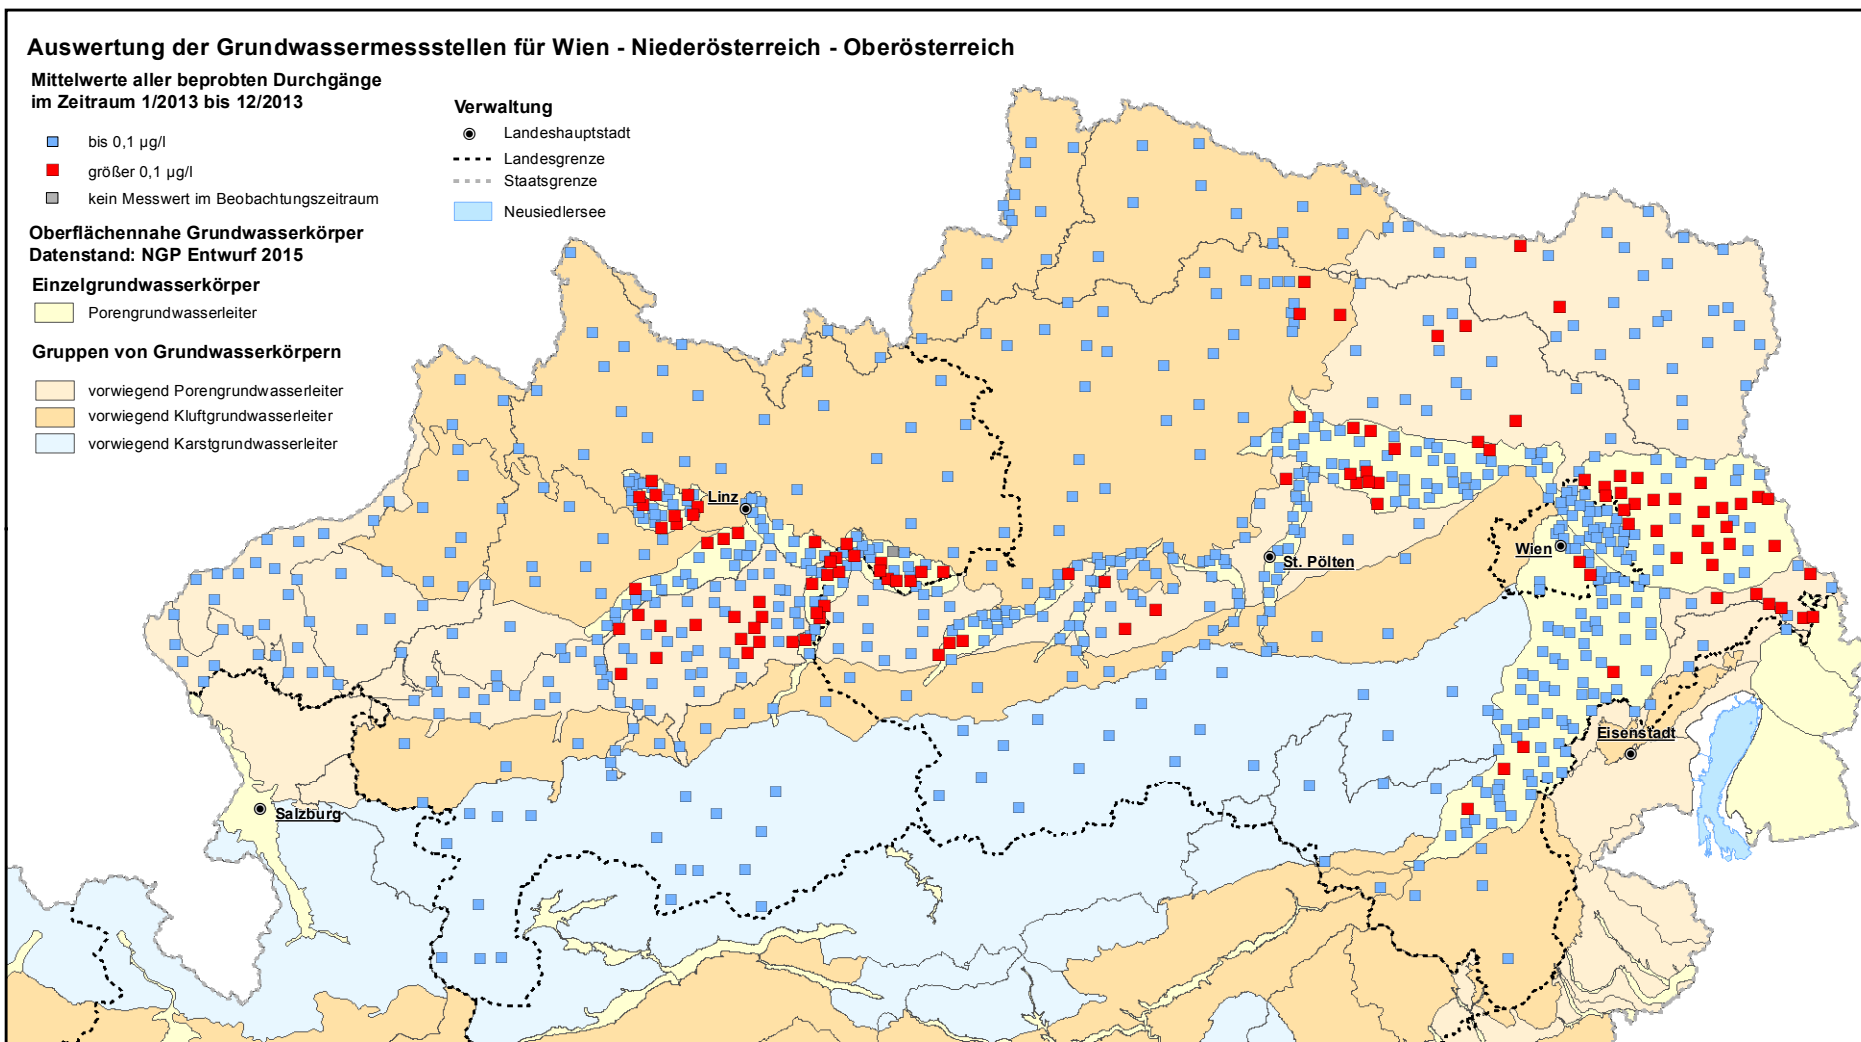 Auswertung der Grundwassermessstellen für Wien - Niederösterreich - Oberösterreich
Mittelwerte aller beprobten Durchgänge
im Zeitraum 1/2013 bis 12/2013
bis 0,1 µg/l
größer 0,1 µg/l
kein Messwert im Beobachtungszeitraum
Oberflächennahe Grundwasserkörper
Datenstand: NGP Entwurf 2015
Einzelgrundwasserkörper
Porengrundwasserleiter
Gruppen von Grundwasserkörpern
vorwiegend Porengrundwasserleiter
vorwiegend Kluftgrundwasserleiter
vorwiegend Karstgrundwasserleiter
Verwaltung
Landeshauptstadt
Landesgrenze
Staatsgrenze
Neusiedlersee
Linz
Wien
St. Pölten
Eisenstadt
Salzburg